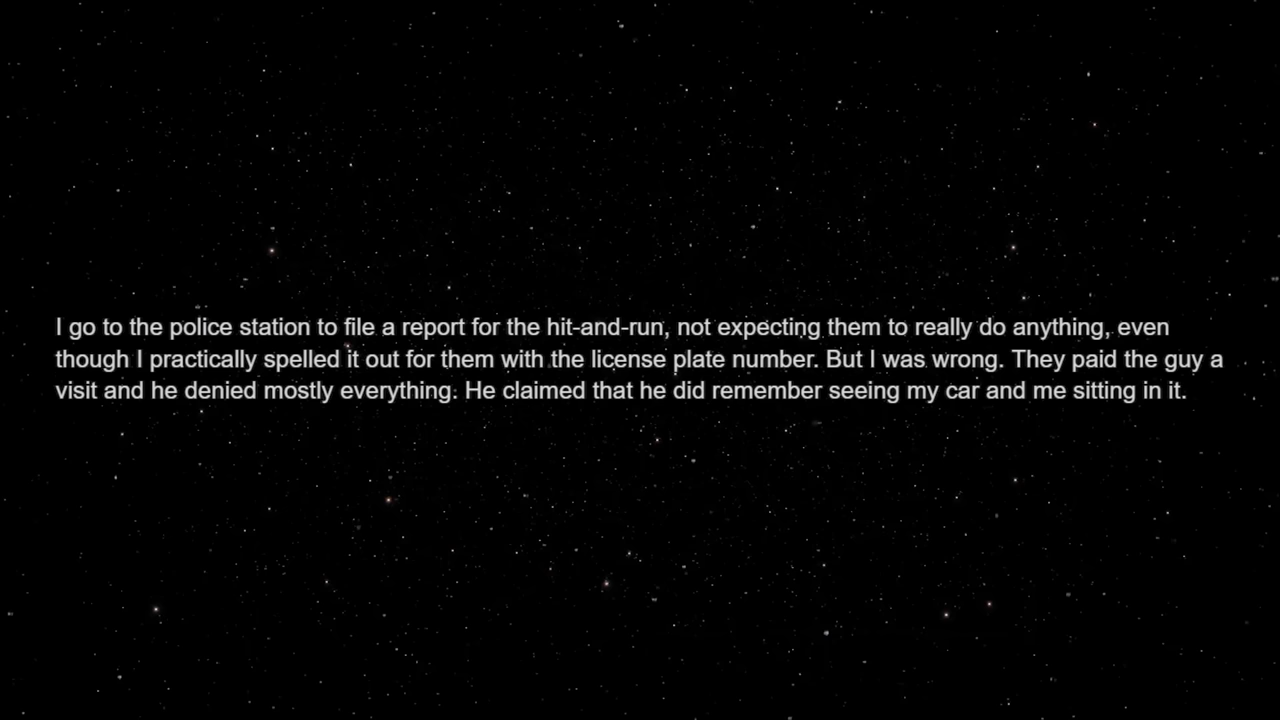 I go to the police station to file a report for the hit-and-run, not expecting them to really do anything, even
though I practically spelled it out for them with the license plate number. But I was wrong. They paid the guy a
visit and he denied mostly everything. He claimed that he did remember seeing my car and me sitting in it.